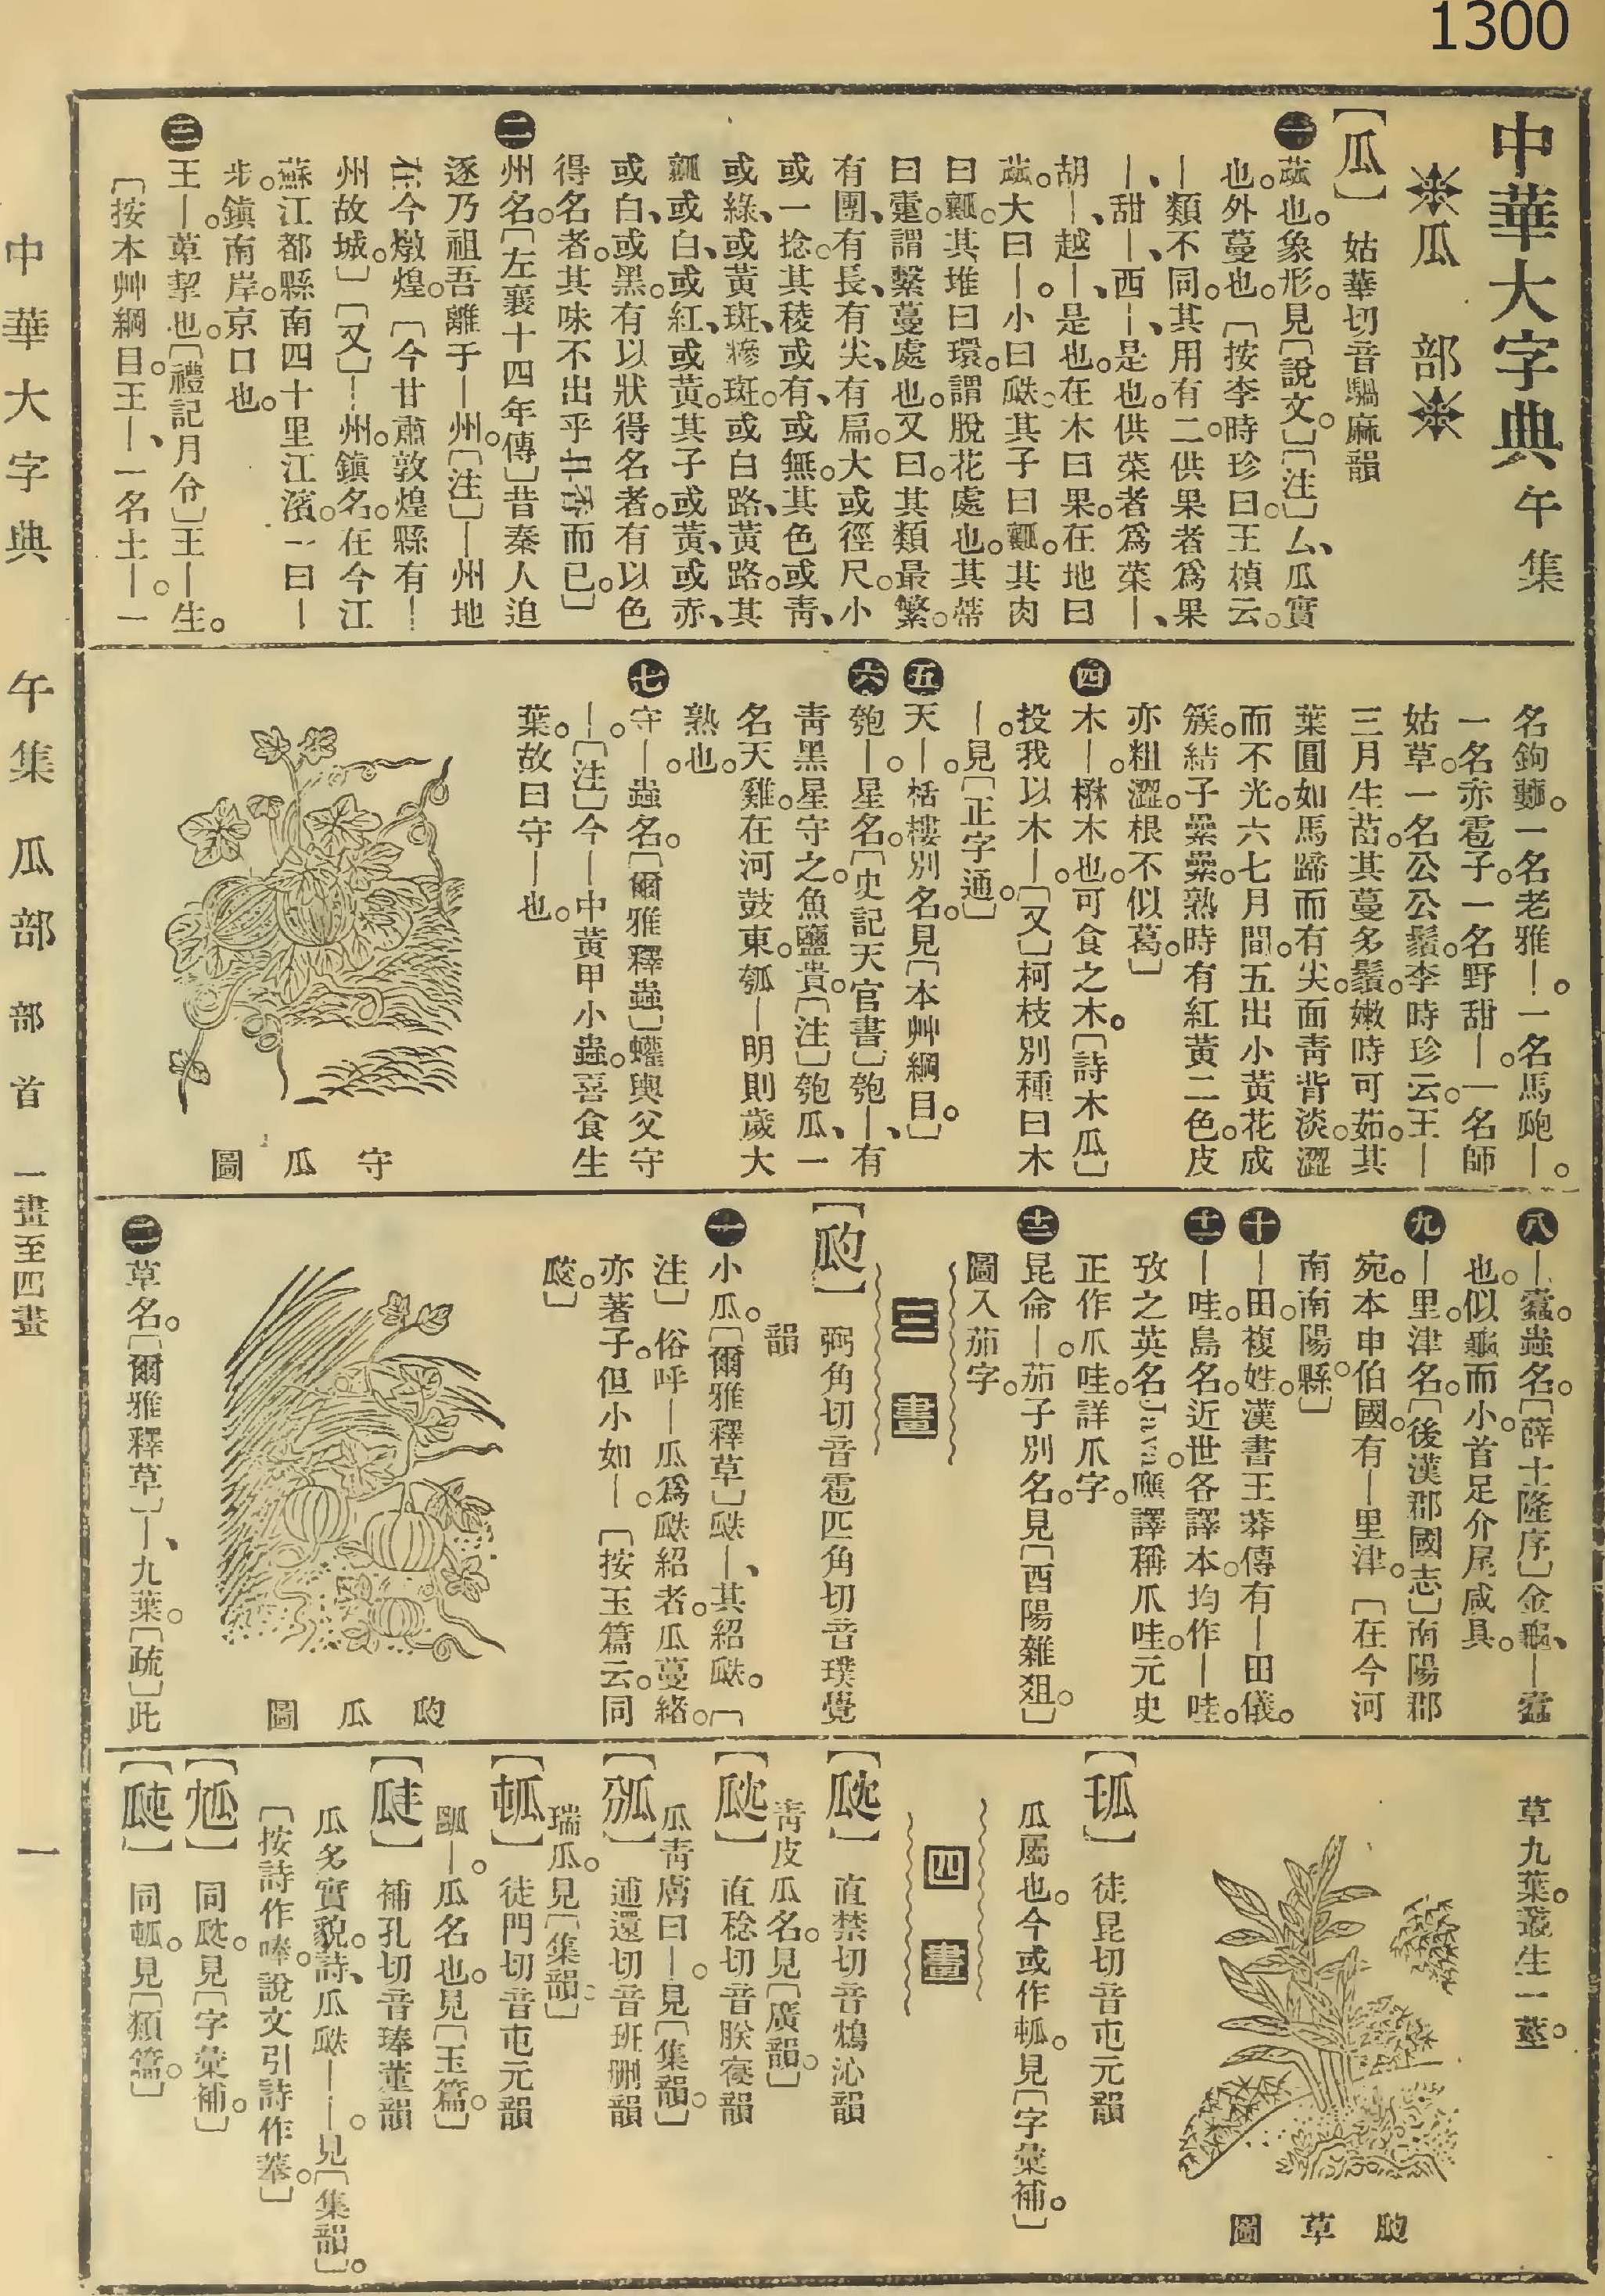 1300
中華大字典 午集
瓜部
【瓜】 姑華切音騧麻韻
㊀蓏也。象形。見〔說文。〕〔注〕厶、瓜實
也。外蔓也。〔按李時珍曰。王楨云。
｜類不同。其用有二。供果者爲果
｜、甜｜、西｜、是也。供菜者爲菜｜、
胡｜、越｜、是也。在木曰果。在地曰
蓏。大曰｜。小曰瓞。其子曰㼓。其肉
曰瓤。其堆曰環。謂脫花處也。其蔕
曰疐。謂繫蔓處也。又曰。其類最繁。
有團、有長、有尖、有扁。大或徑尺。小
或一捻。其稜或有、或無。其色或靑、
或綠、或黃斑、糝斑。或白路、黃路。其
瓤或白、或紅、或黃。其子或黃、或赤、
或白、或黑。有以狀得名者。有以色
得名者。其味不出乎甘香而已。〕
㊁州名。〔左襄十四年傳〕昔秦人迫
逐乃祖吾離于｜州。〔注〕｜州地
在今燉煌。〔今甘肅敦煌縣有｜
州故城。〕〔又〕｜州。鎮名。在今江
蘇江都縣南四十里江濱。一曰｜
步。鎮南岸。京口也。
㊂王｜。萆挈也。〔禮記月令〕王｜生。
〔按本艸綱目。王｜、一名土｜。一
名鉤䕫。一名老雅｜。一名馬瓟｜。
一名赤雹子。一名野甜｜。一名師
姑草。一名公公鬚。李時珍云。王｜
三月生苗。其蔓多鬚。嫩時可茹。其
葉圓如馬蹄而有尖。面靑背淡。澀
而不光。六七月間。五出小黃花成
簇。結子纍纍。熟時有紅黃二色。皮
亦粗澀。根不似葛。〕
㊃木｜。楙木也。可食之木。〔詩木瓜〕
投我以木｜。〔又〕柯枝別種曰木
｜。見〔正字通。〕
㊄天｜。栝樓別名。見〔本艸綱目。〕
㊅匏｜。星名。〔史記天官書〕匏｜、有
靑黑星守之。魚鹽貴。〔注〕匏瓜、一
名天雞。在河鼓東。瓠｜明則歲大
熟也。
㊆守｜。蟲名。〔爾雅釋蟲〕蠸輿父守
｜。〔注〕今｜中黃甲小蟲。喜食生
葉。故曰守｜也。
守瓜圖
㊇｜蠧。蟲名。〔薛士隆序〕金龜、｜蠧
也。似龜而小。首足介尾咸具。
㊈｜里。津名。〔後漢郡國志〕南陽郡
宛。本申伯國。有｜里津。〔在今河
南南陽縣。〕
㊉｜田。複姓。漢書王莽傳有｜田儀。
十一｜哇。島名。近世各譯本均作｜哇。
攷之英名Java。應譯稱爪哇。元史
正作爪哇。詳爪字。
十二昆侖｜。茄子別名。見〔酉陽雜俎。〕
圖入茄字。
三畫
【瓝】 弼角切音雹匹角切音璞覺
韻
㊀小瓜。〔爾雅釋草〕瓞｜、其紹瓞。〔
注〕俗呼｜瓜爲瓞紹者。瓜蔓緒
亦著子。但小如｜。〔按玉篇云。同
㼎。〕
瓝瓜圖
㊁草名。〔爾雅釋草〕｜、九葉。〔疏〕此
草九葉。叢生一莖。
瓝草圖
徒昆切音屯元韻
瓜屬也。今或作㼊。見〔字彙補。〕
四畫
直禁切音鴆沁韻
靑皮瓜名。見〔廣韻。〕
直稔切音朕寑韻
瓜靑膚曰｜。見〔集韻。〕
逋還切音班刪韻
瑞瓜。見〔集韻〕
【㼊】 徒門切音屯元韻
｜。瓜名也。見〔玉篇。〕
補孔切音琫董韻
瓜多實貌。詩、瓜瓞｜｜。見〔集韻〕。
〔按詩作唪。說文引詩作菶。〕
同瓞。見〔字彙補。〕
同㼊。見〔類篇。〕
中華大字典　午集　瓜部　部首　一畫至四畫　一